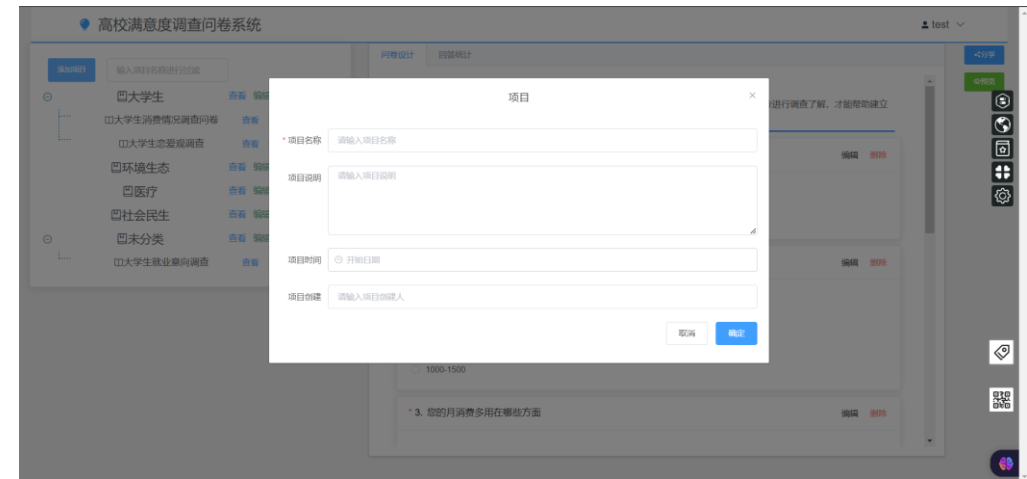 高校满意度调查问卷系统
test
问卷设计 回答统计
分享
添加项目 输入项目名称进行过滤
预览
大学生 查看 编辑
大学生消费情况调查问卷 查看
大学生恋爱观调查 查看
环境生态 查看 编辑
医疗 查看 编辑
社会民生 查看 编辑
未分类 查看 编辑
大学生就业意向调查 查看
项目
进行调查了解，才能帮助建立
* 项目名称 请输入项目名称
编辑 删除
项目说明 请输入项目说明
项目时间 开始日期
编辑 删除
项目创建 请输入项目创建人
取消 确定
1000-1500
* 3. 您的月消费多用在哪些方面
编辑 删除